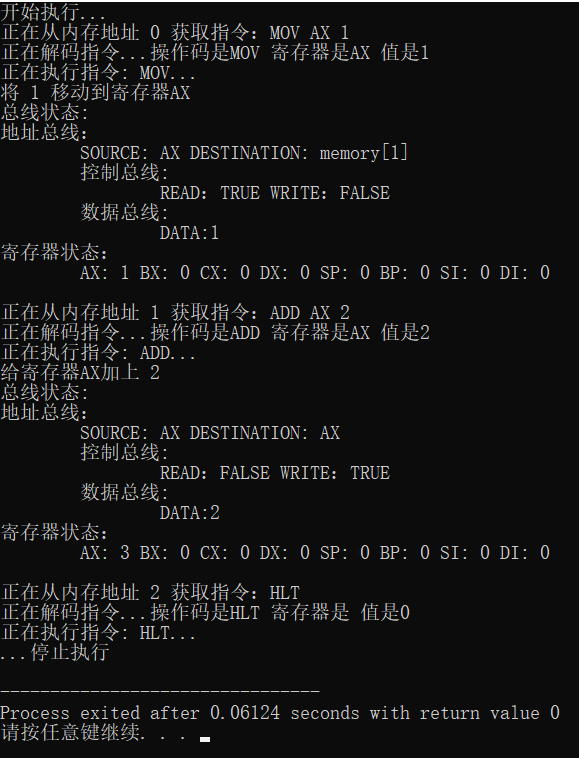 开始执行...
正在从内存地址 0 获取指令：MOV AX 1
正在解码指令...操作码是MOV 寄存器是AX 值是1
正在执行指令: MOV...
将 1 移动到寄存器AX
总线状态:
地址总线：
SOURCE: AX DESTINATION: memory[1]
控制总线:
READ：TRUE WRITE：FALSE
数据总线:
DATA:1
寄存器状态：
AX: 1 BX: 0 CX: 0 DX: 0 SP: 0 BP: 0 SI: 0 DI: 0
正在从内存地址 1 获取指令：ADD AX 2
正在解码指令...操作码是ADD 寄存器是AX 值是2
正在执行指令: ADD...
给寄存器AX加上 2
总线状态:
地址总线：
SOURCE: AX DESTINATION: AX
控制总线:
READ：FALSE WRITE：TRUE
数据总线:
DATA:2
寄存器状态：
AX: 3 BX: 0 CX: 0 DX: 0 SP: 0 BP: 0 SI: 0 DI: 0
正在从内存地址 2 获取指令：HLT
正在解码指令...操作码是HLT 寄存器是 值是0
正在执行指令: HLT...
...停止执行
--------------------------------
Process exited after 0.06124 seconds with return value 0
请按任意键继续. . .